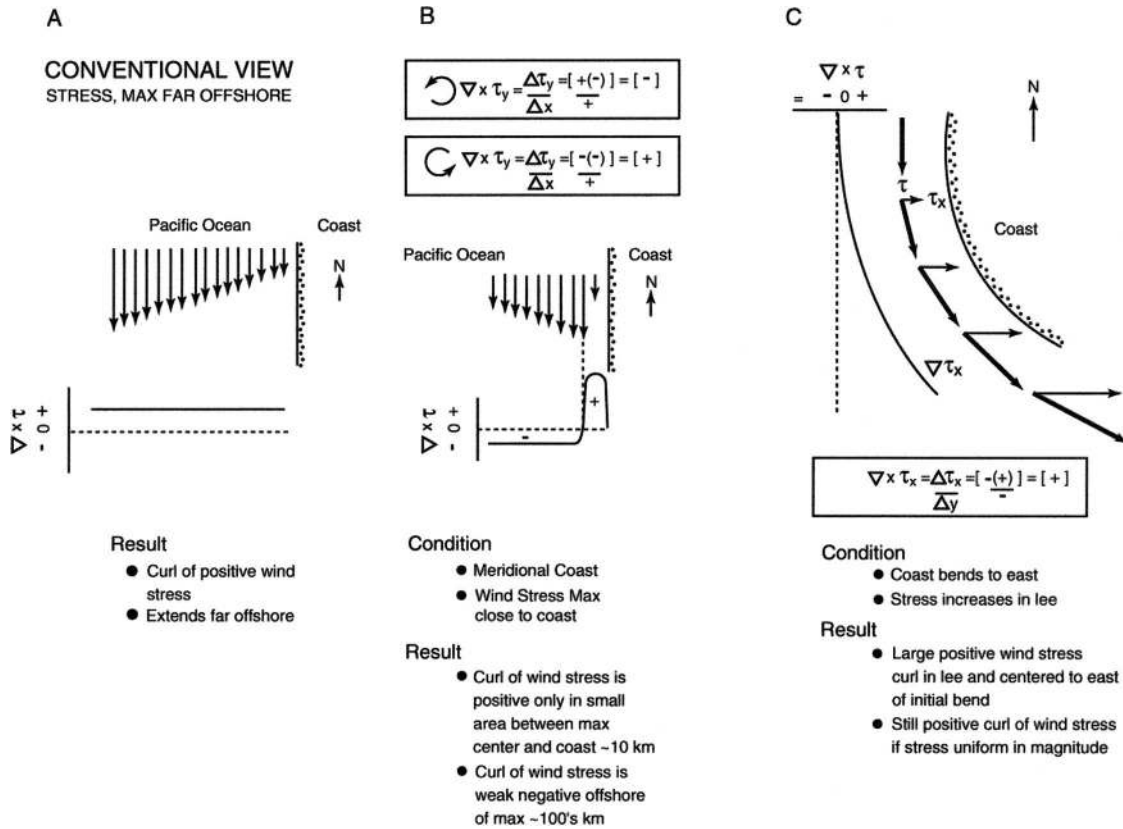 A
CONVENTIONAL VIEW
STRESS, MAX FAR OFFSHORE
Pacific Ocean
Coast
N
+ 0 -
∇ x τ
Result
● Curl of positive wind
stress
● Extends far offshore
B
∇ x τy = Δτy = [ +(-) ] = [ - ]
Δx +
∇ x τy = Δτy = [ -(-) ] = [ + ]
Δx +
Pacific Ocean
Coast
N
+
-
+ 0 -
∇ x τ
Condition
● Meridional Coast
● Wind Stress Max
close to coast
Result
● Curl of wind stress is
positive only in small
area between max
center and coast ~10 km
● Curl of wind stress is
weak negative offshore
of max ~100's km
C
∇ x τ
= - 0 +
N
τ
τx
Coast
∇ τx
∇ x τx = Δτx = [ -(+) ] = [ + ]
Δy -
Condition
● Coast bends to east
● Stress increases in lee
Result
● Large positive wind stress
curl in lee and centered to east
of initial bend
● Still positive curl of wind stress
if stress uniform in magnitude